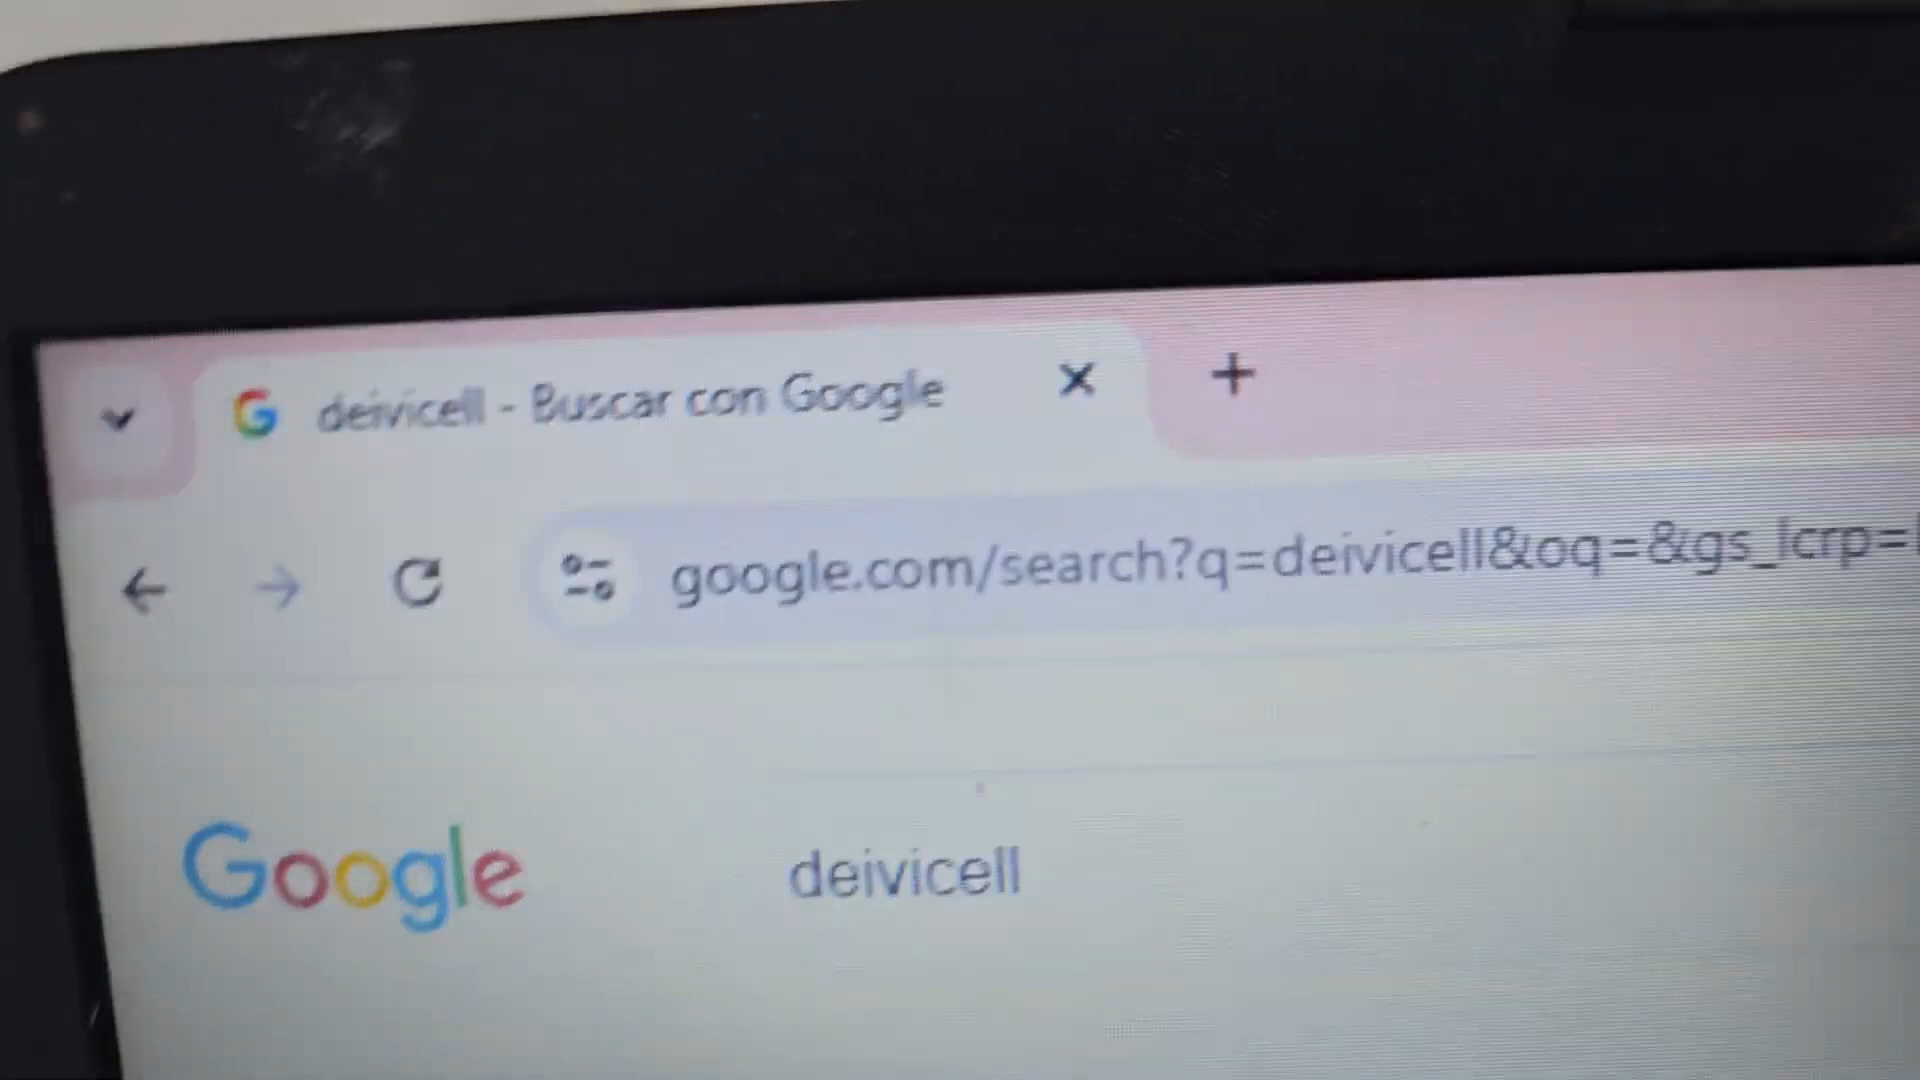 deivicell - Buscar con Google
google.com/search?q=deivicell&oq=&gs_lcrp=
Google deivicell